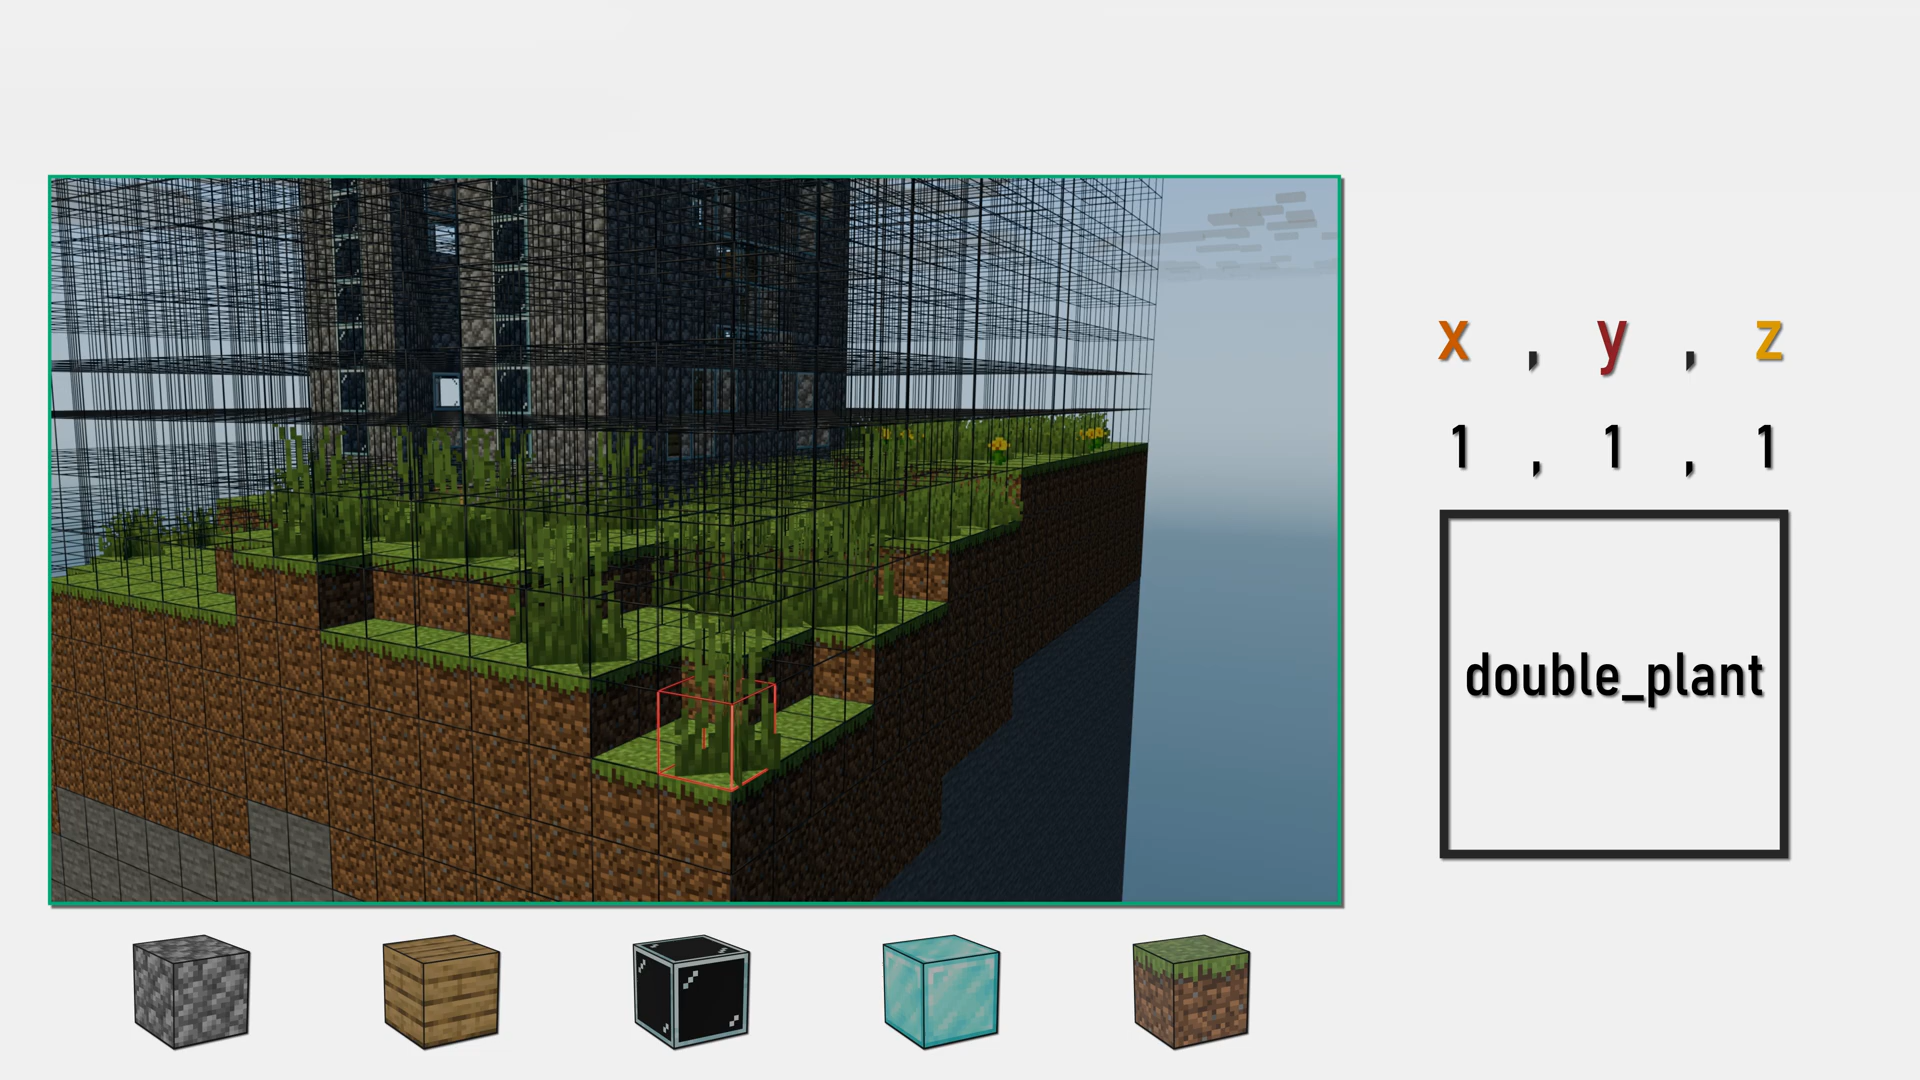 x , y , z
1 , 1 , 1
double_plant